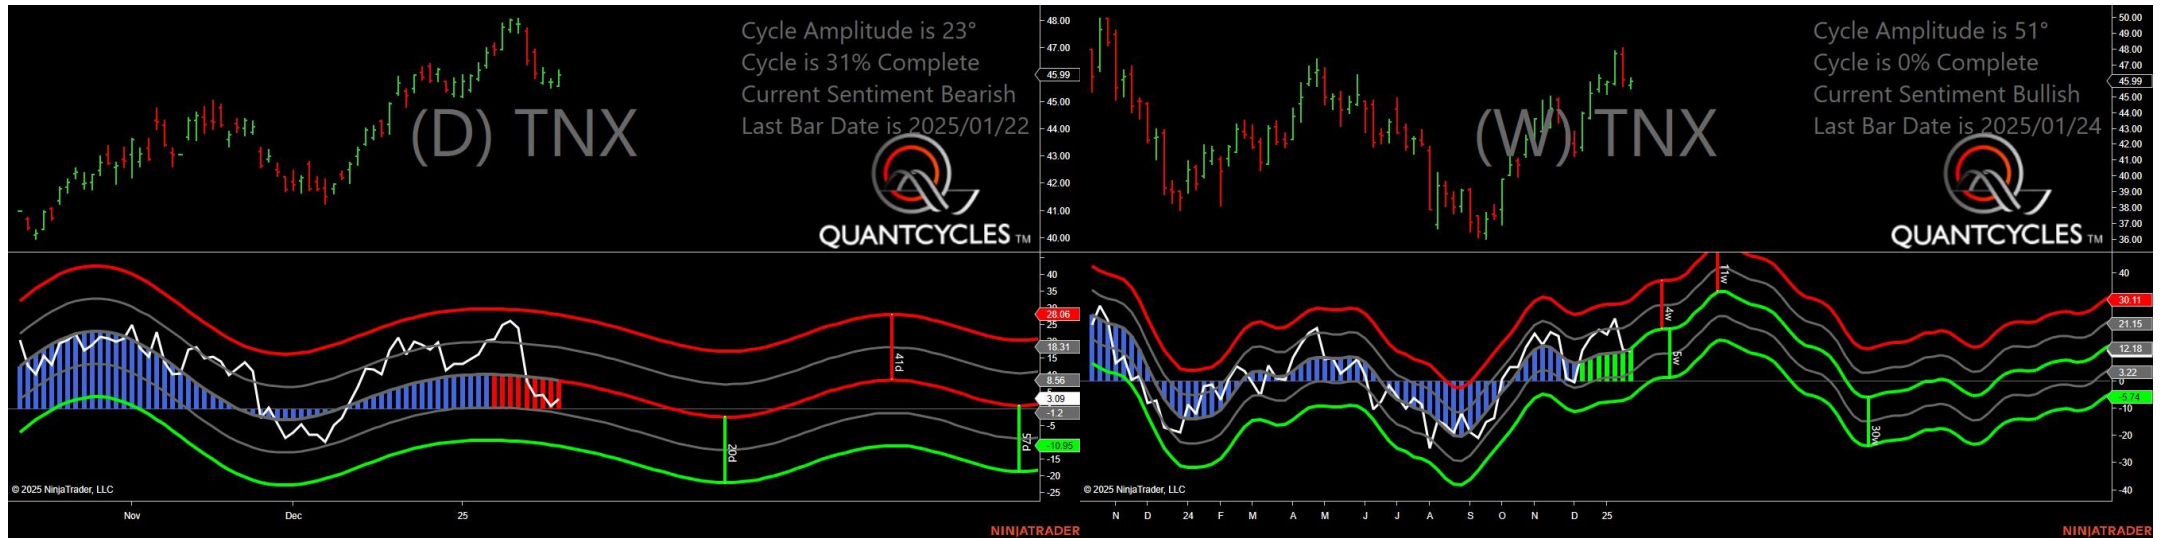 Cycle Amplitude is 23°
Cycle is 31% Complete
Current Sentiment Bearish
Last Bar Date is 2025/01/22
(D) TNX
QUANTCYCLES TM
48.00
47.00
45.99
45.00
44.00
43.00
42.00
41.00
40.00
40
35
28.06
25
18.31
15
8.56
3.09
-1.2
-5
-10.95
-15
-20
-25
41d
20d
57d
© 2025 NinjaTrader, LLC
Nov
Dec
25
NINJATRADER
Cycle Amplitude is 51°
Cycle is 0% Complete
Current Sentiment Bullish
Last Bar Date is 2025/01/24
(W) TNX
QUANTCYCLES TM
50.00
49.00
48.00
47.00
45.99
45.00
44.00
43.00
42.00
41.00
40.00
39.00
38.00
37.00
36.00
40
30.11
21.15
12.18
3.22
0
-5.74
-10
-20
-30
-40
4w
5w
11w
30w
© 2025 NinjaTrader, LLC
N
D
24
F
M
A
M
J
J
A
S
O
N
D
25
NINJATRADER